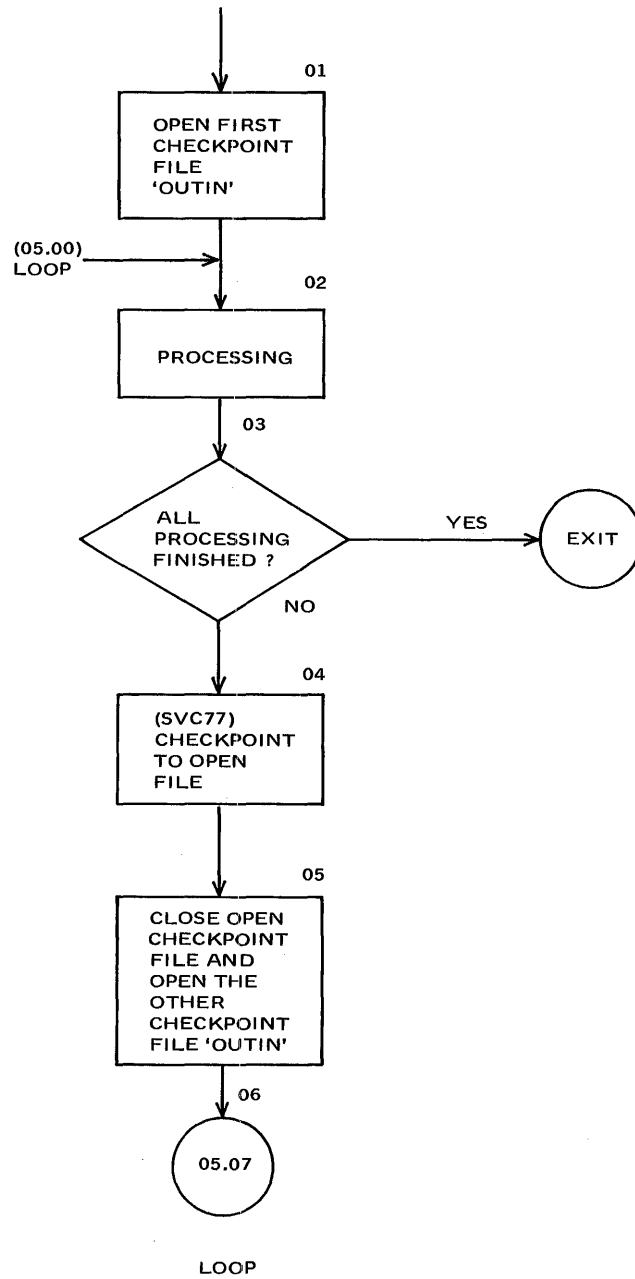 01
OPEN FIRST
CHECKPOINT
FILE
'OUTIN'
(05.00)
LOOP
02
PROCESSING
03
ALL
PROCESSING
FINISHED ?
YES
EXIT
NO
04
(SVC77)
CHECKPOINT
TO OPEN
FILE
05
CLOSE OPEN
CHECKPOINT
FILE AND
OPEN THE
OTHER
CHECKPOINT
FILE 'OUTIN'
06
05.07
LOOP